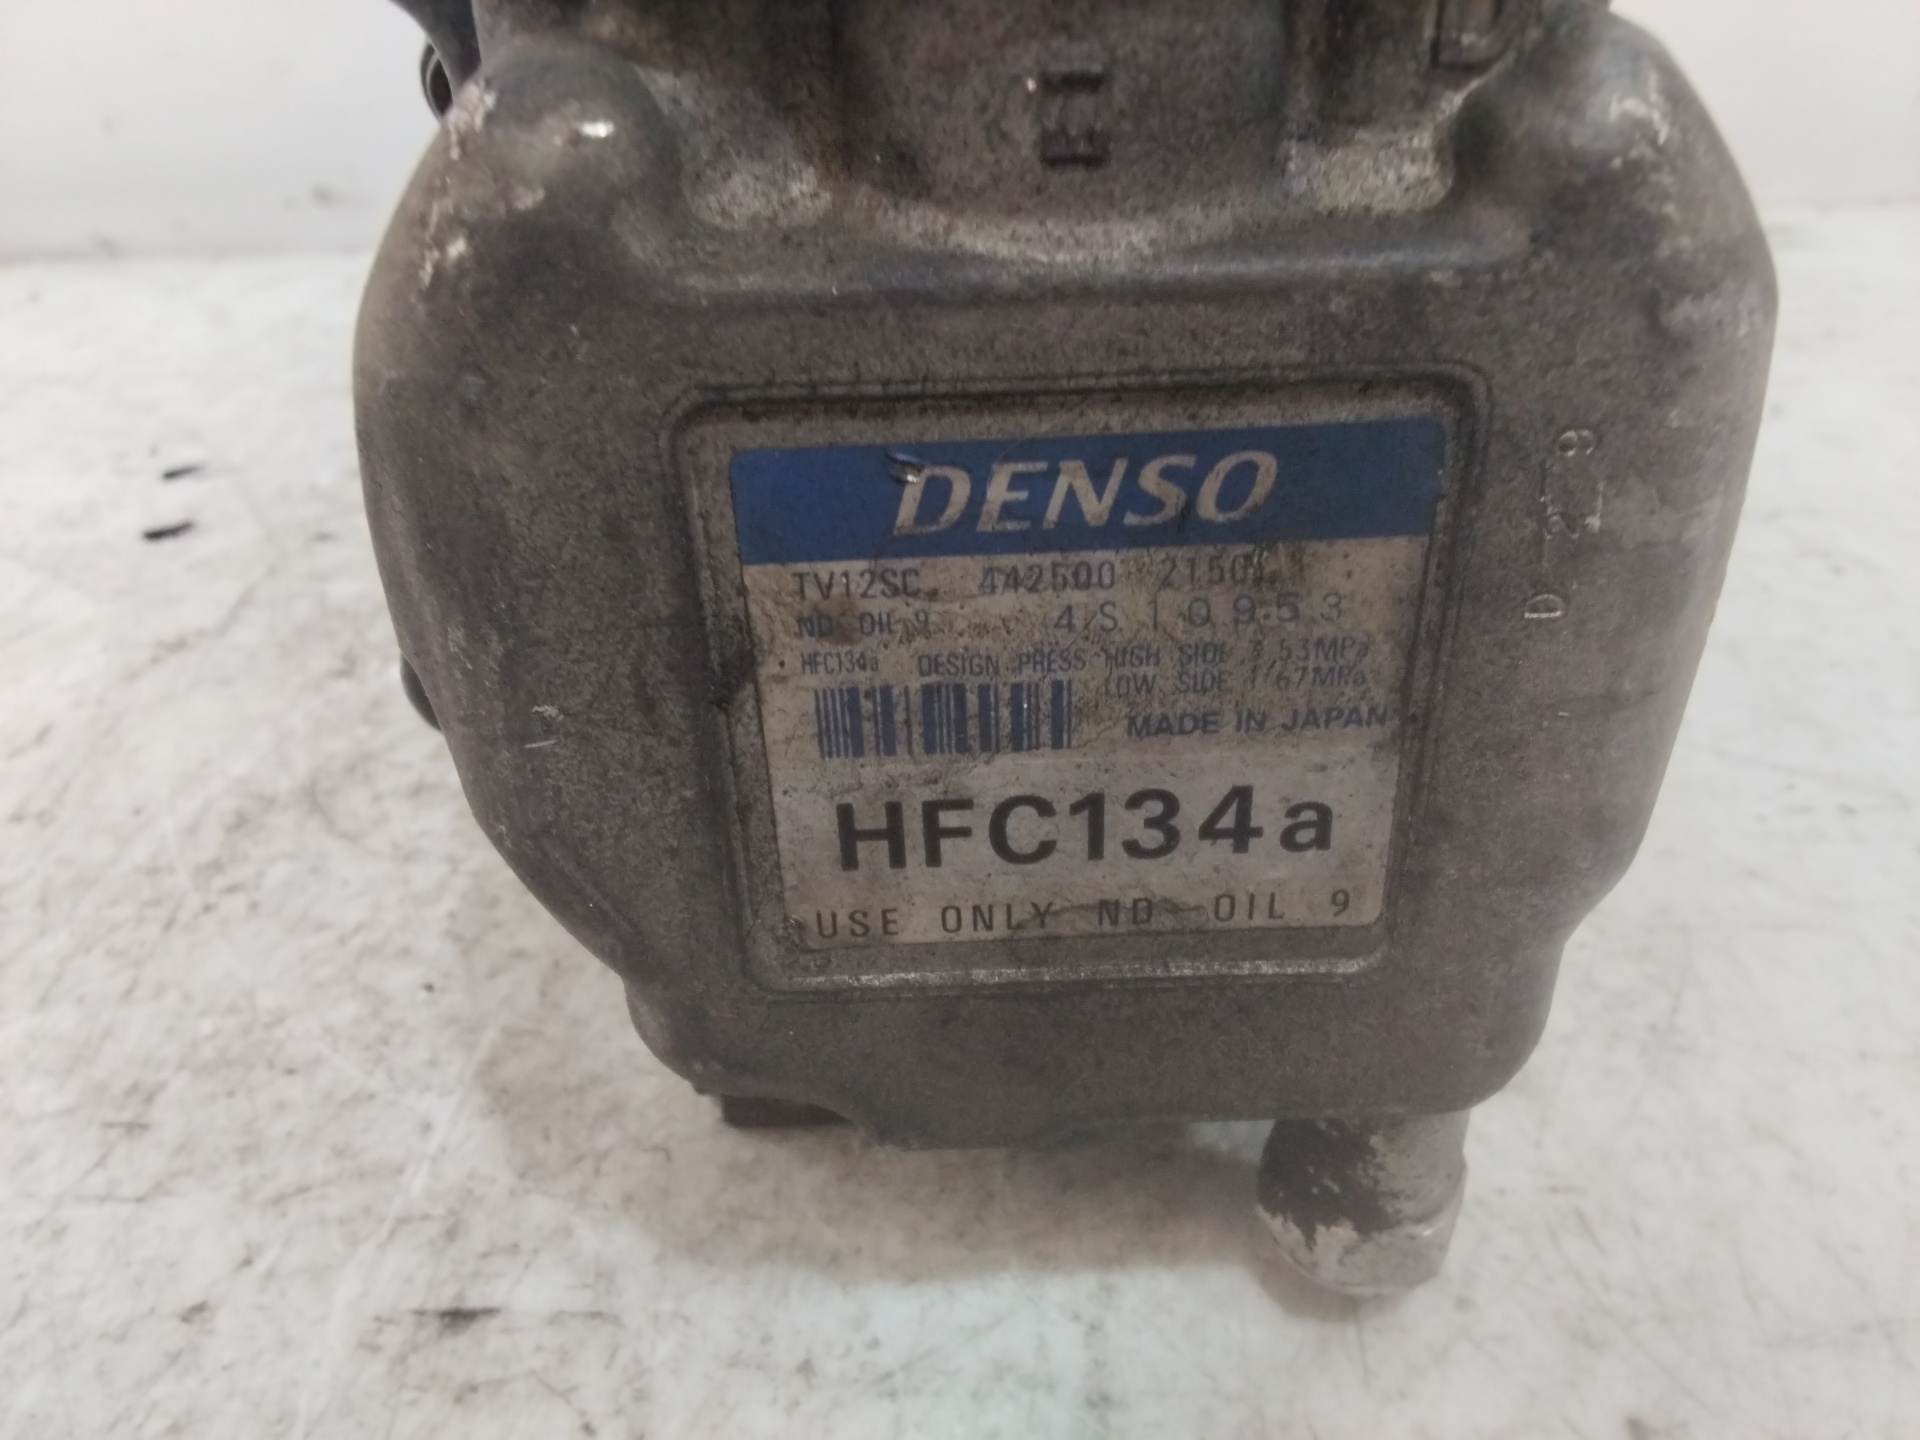 DENSO
TV12SC 442500 2150
ND OIL 9 4S10953
HFC134a DESIGN PRESS HIGH SIDE 3 53MPa
LOW SIDE 1 67MPa
MADE IN JAPAN
HFC134a
USE ONLY ND-OIL 9